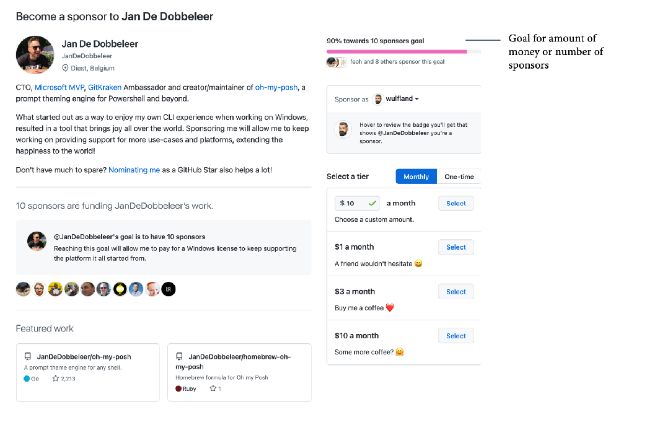 Become a sponsor to Jan De Dobbeleer
Jan De Dobbeleer
JanDeDobbeleer
Diest, Belgium
CTO, Microsoft MVP, GitKraken Ambassador and creator/maintainer of oh-my-posh, a
prompt theming engine for Powershell and beyond.
What started out as a way to enjoy my own CLI experience when working on Windows,
resulted in a tool that brings joy all over the world. Sponsoring me will allow me to keep
working on providing support for more use-cases and platforms, extending the
happiness to the world!
Don't have much to spare? Nominating me as a GitHub Star also helps a lot!
10 sponsors are funding JanDeDobbeleer's work.
@JanDeDobbeleer's goal is to have 10 sponsors
Reaching this goal will allow me to pay for a Windows license to keep supporting
the platform it all started from.
Featured work
JanDeDobbeleer/oh-my-posh
A prompt theme engine for any shell.
Go 2,213
JanDeDobbeleer/homebrew-oh-
my-posh
Homebrew formula for Oh my Posh
Ruby 1
90% towards 10 sponsors goal
and 8 others sponsor this goal
Sponsor as wulfland
Hover to review the badge you'll get that
shows @JanDeDobbeleer you're a
sponsor.
Select a tier
Monthly One-time
$ 10 a month Select
Choose a custom amount.
$1 a month Select
A friend wouldn't hesitate 😄
$3 a month Select
Buy me a coffee ❤️
$10 a month Select
Some more coffee? 🤗
Goal for amount of
money or number of
sponsors